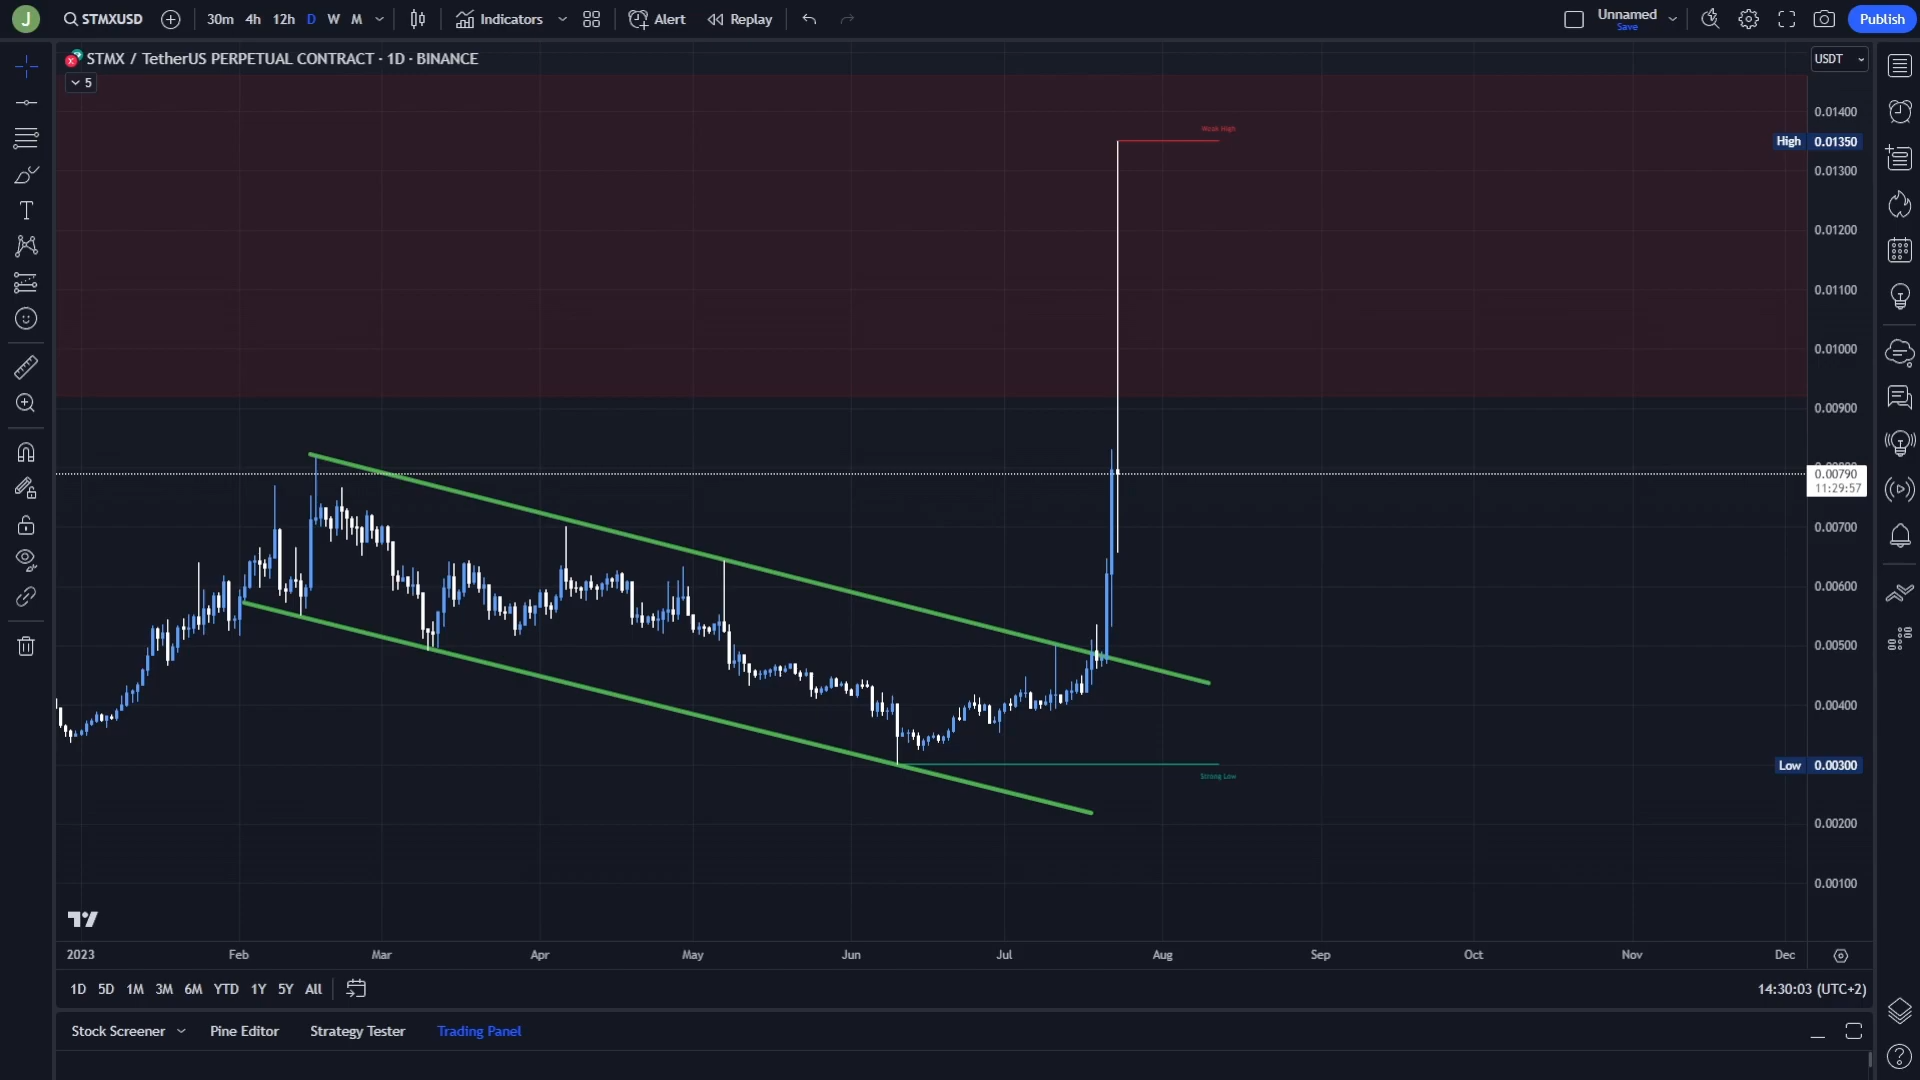 J STMXUSD 30m 4h 12h D W M Indicators Alert Replay Unnamed Save Publish
STMX / TetherUS PERPETUAL CONTRACT · 1D · BINANCE USDT
5
0.01400
Weak High
High 0.01350
0.01300
0.01200
0.01100
0.01000
0.00900
0.00790
11:29:57
0.00700
0.00600
0.00500
0.00400
Low 0.00300
Strong Low
0.00200
0.00100
2023 Feb Mar Apr May Jun Jul Aug Sep Oct Nov Dec
1D 5D 1M 3M 6M YTD 1Y 5Y All 14:30:03 (UTC+2)
Stock Screener Pine Editor Strategy Tester Trading Panel